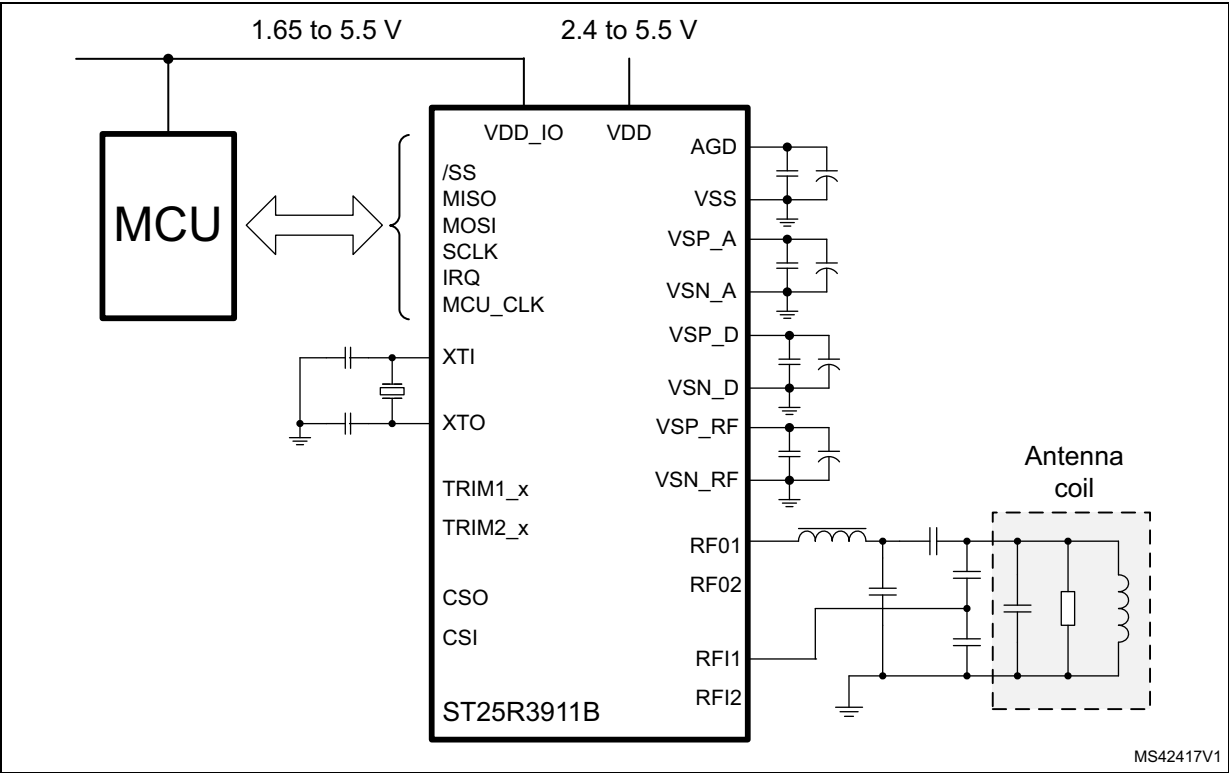 1.65 to 5.5 V
2.4 to 5.5 V
MCU
VDD_IO
VDD
/SS
MISO
MOSI
SCLK
IRQ
MCU_CLK
XTI
XTO
TRIM1_x
TRIM2_x
CSO
CSI
ST25R3911B
AGD
VSS
VSP_A
VSN_A
VSP_D
VSN_D
VSP_RF
VSN_RF
RF01
RF02
RFI1
RFI2
Antenna
coil
MS42417V1